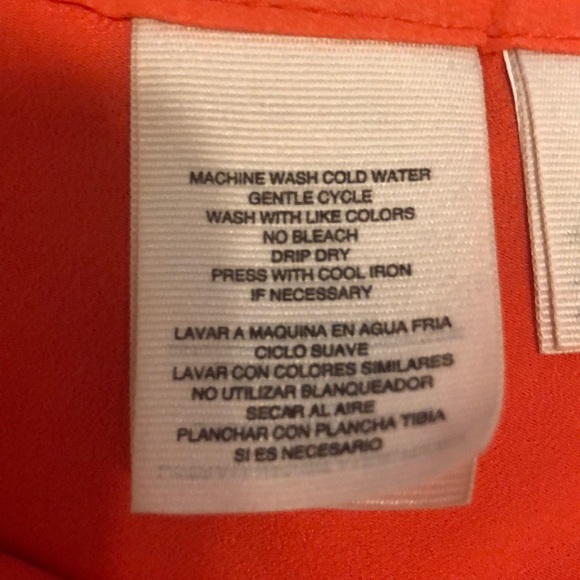 MACHINE WASH COLD WATER
GENTLE CYCLE
WASH WITH LIKE COLORS
NO BLEACH
DRIP DRY
PRESS WITH COOL IRON
IF NECESSARY
LAVAR A MAQUINA EN AGUA FRIA
CICLO SUAVE
LAVAR CON COLORES SIMILARES
NO UTILIZAR BLANQUEADOR
SECAR AL AIRE
PLANCHAR CON PLANCHA TIBIA
SI ES NECESARIO